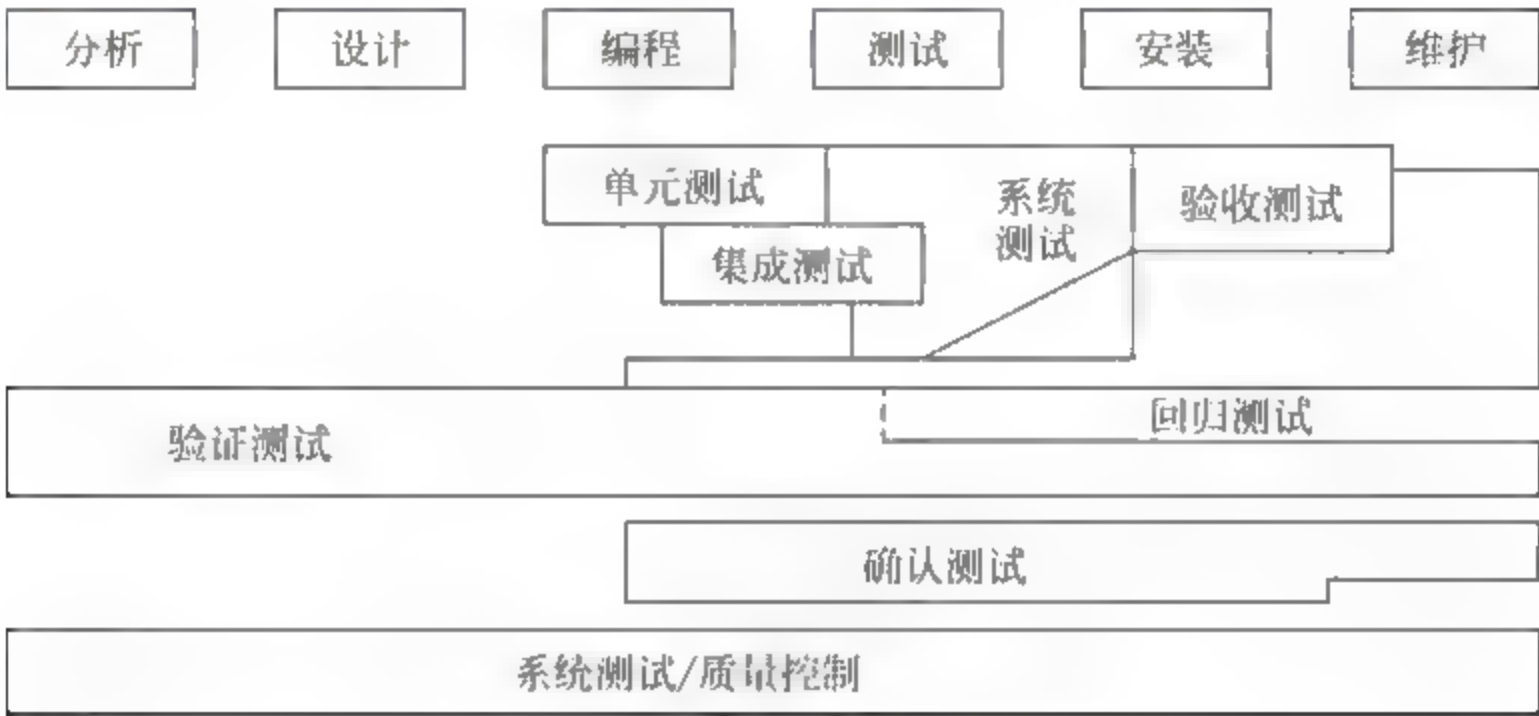 分析 设计 编程 测试 安装 维护
单元测试
系统
测试
验收测试
集成测试
回归测试
验证测试
确认测试
系统测试/质量控制